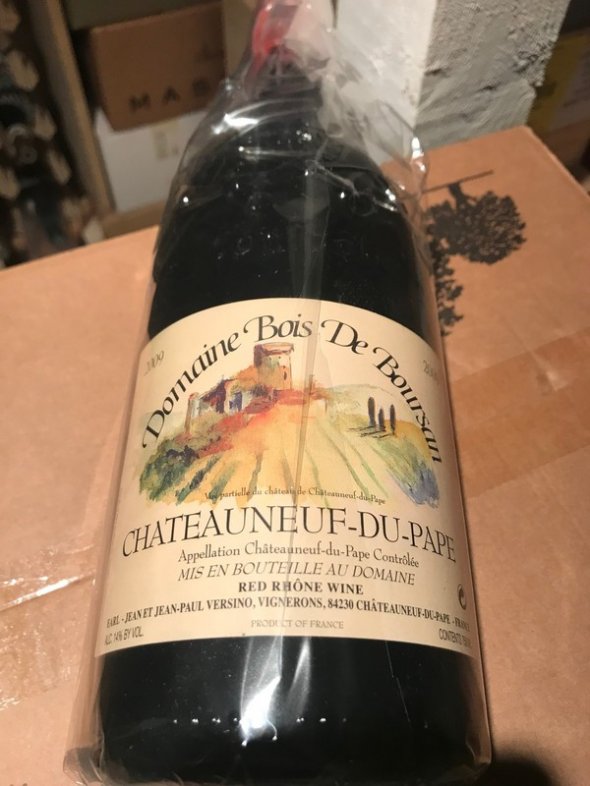 MAS
Domaine Bois De Boursan
2009
Vue partielle du château de Châteauneuf-du-Pape
CHATEAUNEUF-DU-PAPE
Appellation Châteauneuf-du-Pape Contrôlée
MIS EN BOUTEILLE AU DOMAINE
RED RHÔNE WINE
EARL - JEAN ET JEAN-PAUL VERSINO, VIGNERONS, 84230 CHÂTEAUNEUF-DU-PAPE - FRANCE
ALC. 14% BY VOL.
PRODUCT OF FRANCE
CONTENTS